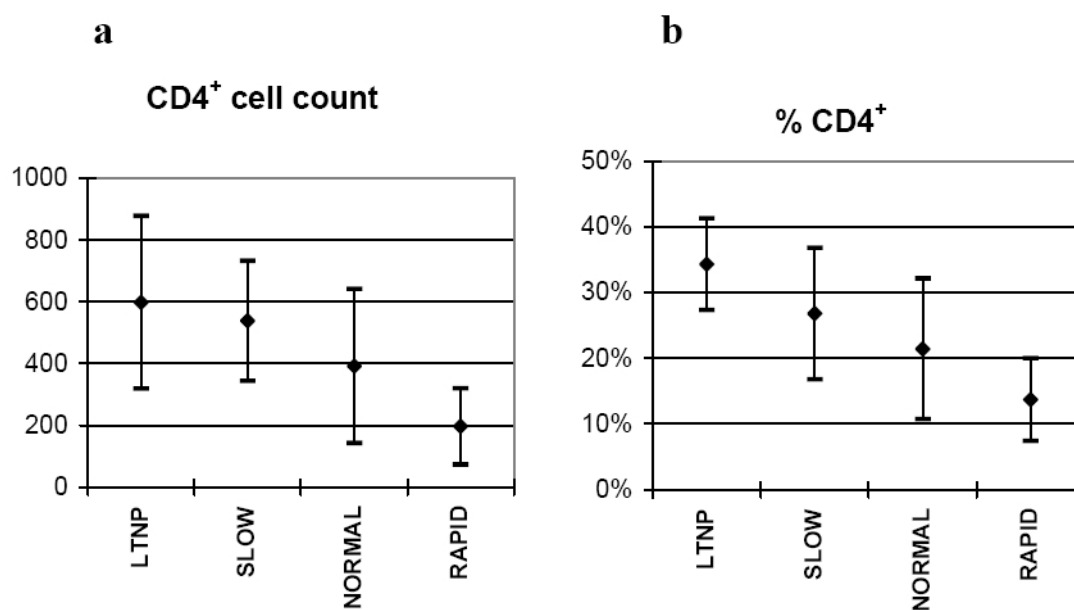 a
CD4⁺ cell count
1000
800
600
400
200
0
LTNP
SLOW
NORMAL
RAPID
b
% CD4⁺
50%
40%
30%
20%
10%
0%
LTNP
SLOW
NORMAL
RAPID